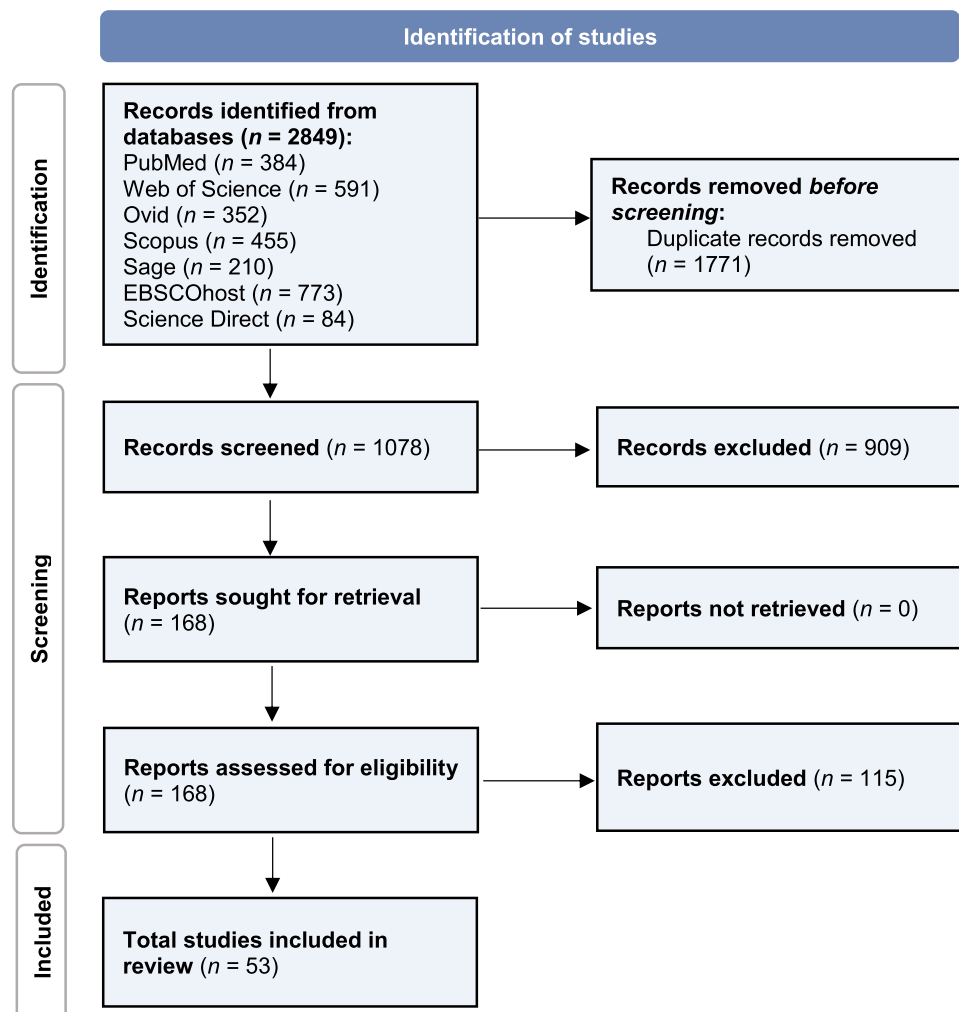 Identification of studies
Identification
Records identified from
databases (n = 2849):
PubMed (n = 384)
Web of Science (n = 591)
Ovid (n = 352)
Scopus (n = 455)
Sage (n = 210)
EBSCOhost (n = 773)
Science Direct (n = 84)
Records removed before
screening:
Duplicate records removed
(n = 1771)
Screening
Records screened (n = 1078)
Records excluded (n = 909)
Reports sought for retrieval
(n = 168)
Reports not retrieved (n = 0)
Reports assessed for eligibility
(n = 168)
Reports excluded (n = 115)
Included
Total studies included in
review (n = 53)